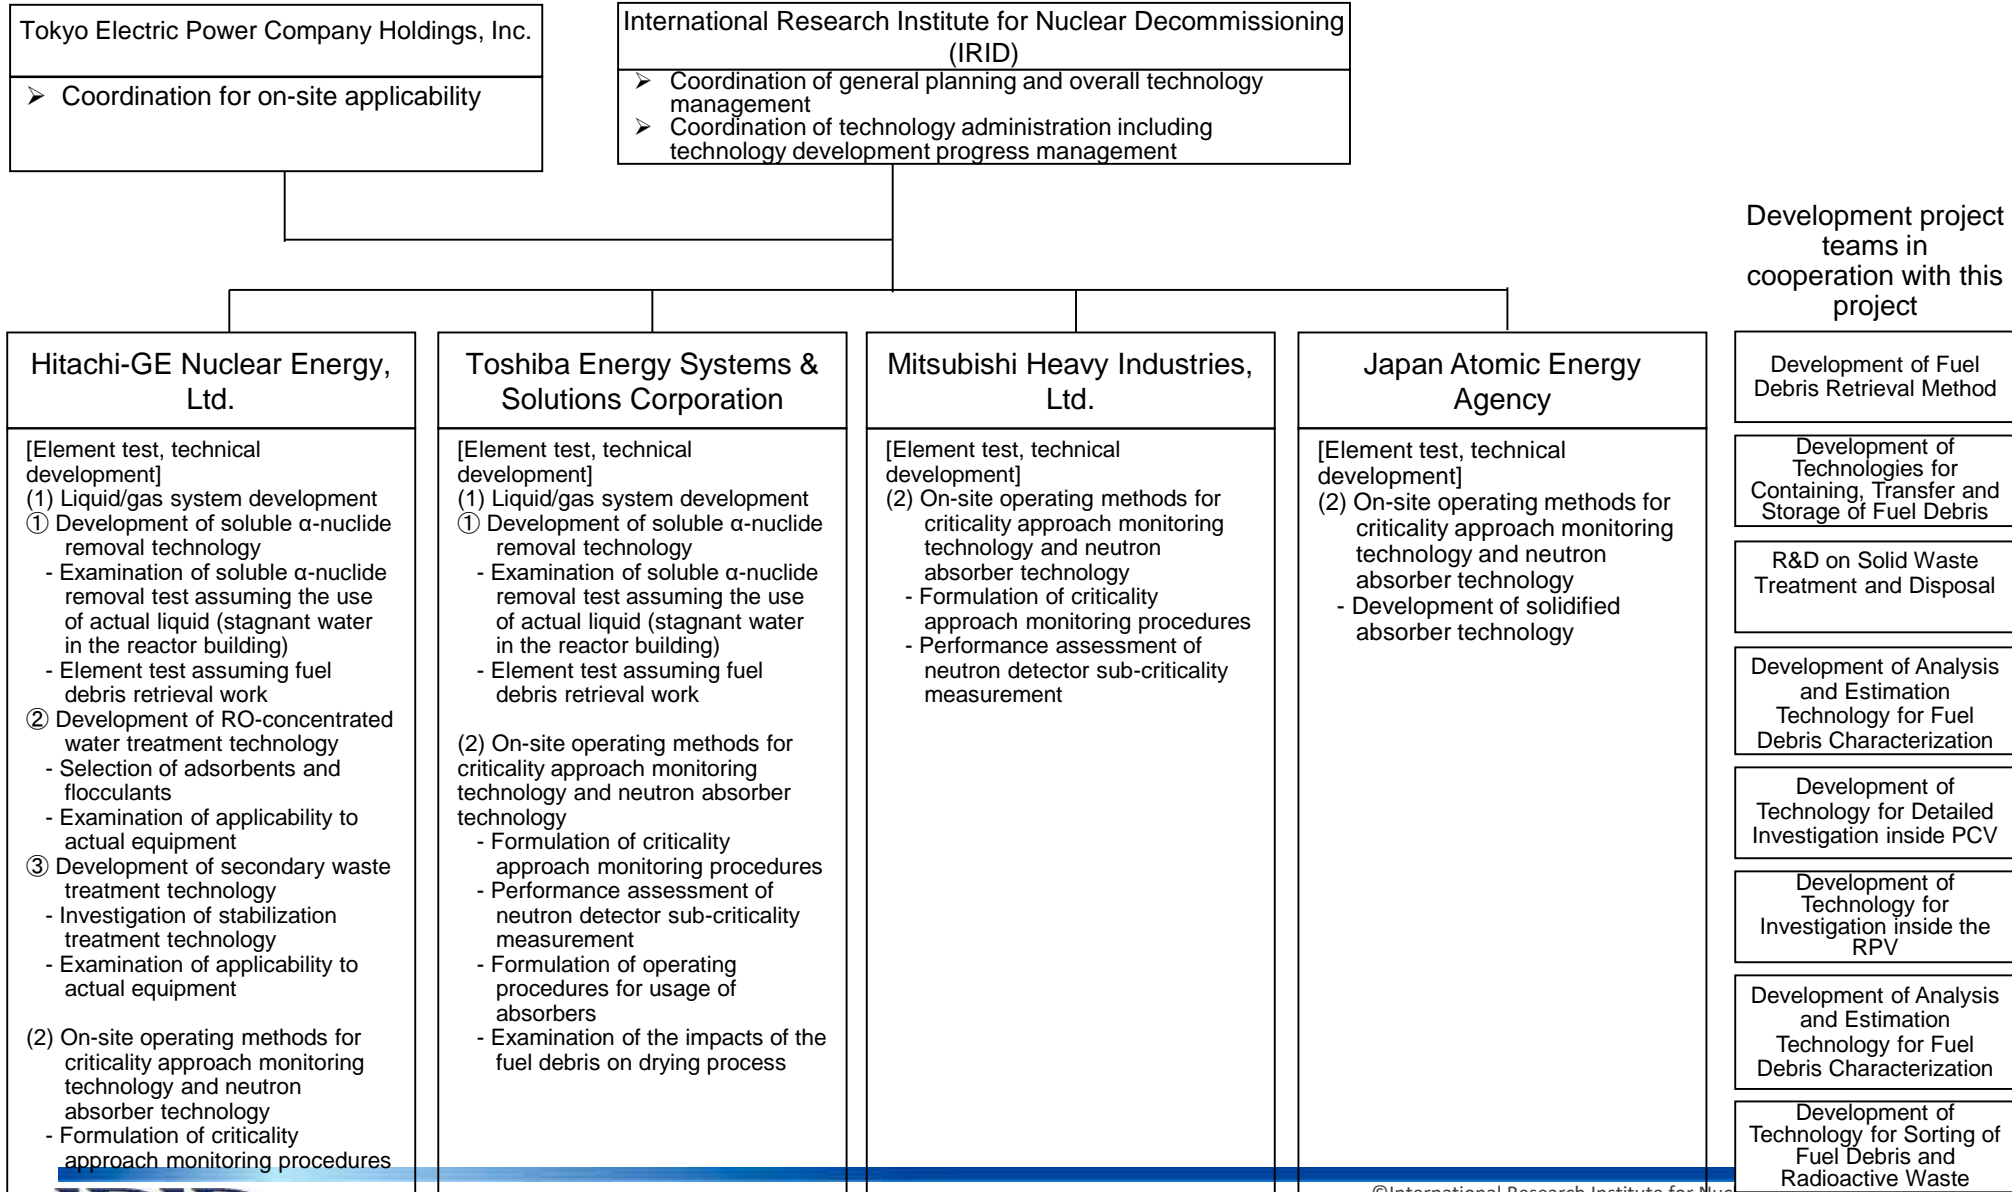 Tokyo Electric Power Company Holdings, Inc.
➢ Coordination for on-site applicability
International Research Institute for Nuclear Decommissioning
(IRID)
➢ Coordination of general planning and overall technology
management
➢ Coordination of technology administration including
technology development progress management
Hitachi-GE Nuclear Energy,
Ltd.
[Element test, technical
development]
(1) Liquid/gas system development
① Development of soluble α-nuclide
removal technology
- Examination of soluble α-nuclide
removal test assuming the use
of actual liquid (stagnant water
in the reactor building)
- Element test assuming fuel
debris retrieval work
② Development of RO-concentrated
water treatment technology
- Selection of adsorbents and
flocculants
- Examination of applicability to
actual equipment
③ Development of secondary waste
treatment technology
- Investigation of stabilization
treatment technology
- Examination of applicability to
actual equipment
(2) On-site operating methods for
criticality approach monitoring
technology and neutron
absorber technology
- Formulation of criticality
approach monitoring procedures
Toshiba Energy Systems &
Solutions Corporation
[Element test, technical
development]
(1) Liquid/gas system development
① Development of soluble α-nuclide
removal technology
- Examination of soluble α-nuclide
removal test assuming the use
of actual liquid (stagnant water
in the reactor building)
- Element test assuming fuel
debris retrieval work
(2) On-site operating methods for
criticality approach monitoring
technology and neutron absorber
technology
- Formulation of criticality
approach monitoring procedures
- Performance assessment of
neutron detector sub-criticality
measurement
- Formulation of operating
procedures for usage of
absorbers
- Examination of the impacts of the
fuel debris on drying process
Mitsubishi Heavy Industries,
Ltd.
[Element test, technical
development]
(2) On-site operating methods for
criticality approach monitoring
technology and neutron
absorber technology
- Formulation of criticality
approach monitoring procedures
- Performance assessment of
neutron detector sub-criticality
measurement
Japan Atomic Energy
Agency
[Element test, technical
development]
(2) On-site operating methods for
criticality approach monitoring
technology and neutron
absorber technology
- Development of solidified
absorber technology
Development project
teams in
cooperation with this
project
Development of Fuel
Debris Retrieval Method
Development of
Technologies for
Containing, Transfer and
Storage of Fuel Debris
R&D on Solid Waste
Treatment and Disposal
Development of Analysis
and Estimation
Technology for Fuel
Debris Characterization
Development of
Technology for Detailed
Investigation inside PCV
Development of
Technology for
Investigation inside the
RPV
Development of Analysis
and Estimation
Technology for Fuel
Debris Characterization
Development of
Technology for Sorting of
Fuel Debris and
Radioactive Waste
©International Research Institute for